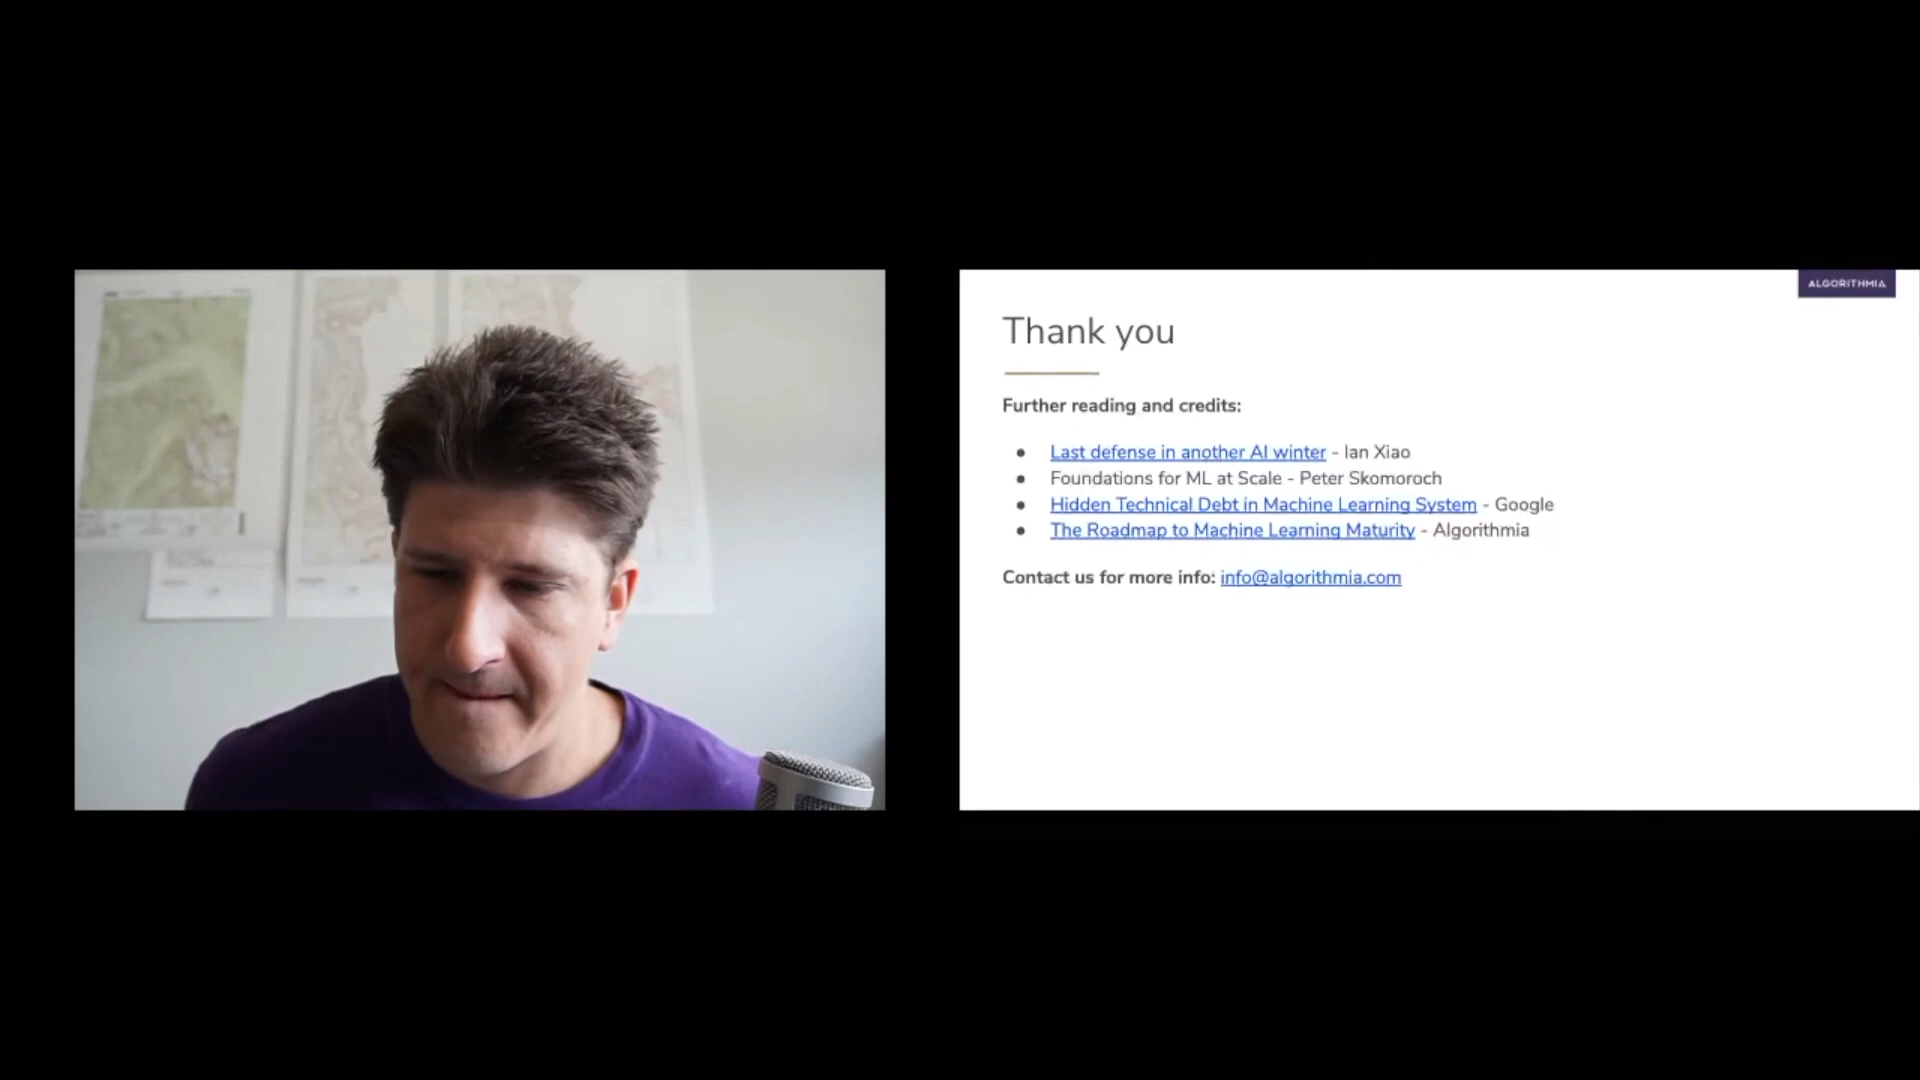 ALGORITHMIA
Thank you
Further reading and credits:
● Last defense in another AI winter - Ian Xiao
● Foundations for ML at Scale - Peter Skomoroch
● Hidden Technical Debt in Machine Learning System - Google
● The Roadmap to Machine Learning Maturity - Algorithmia
Contact us for more info: info@algorithmia.com